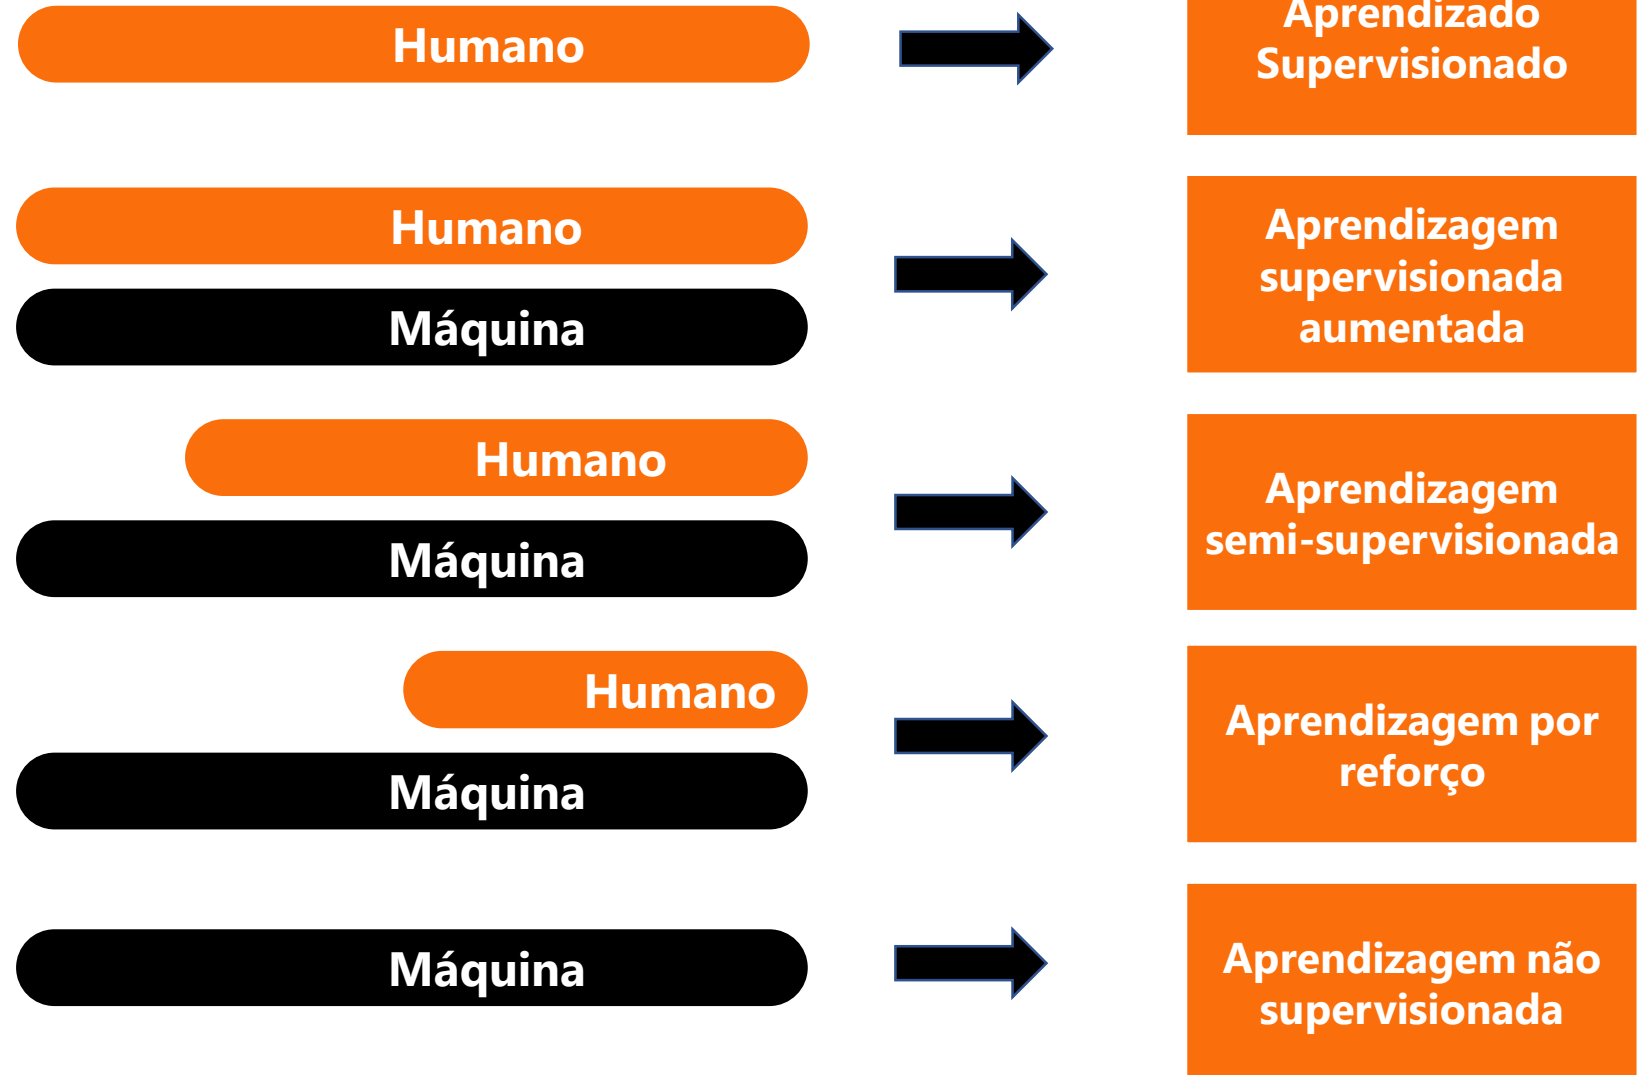 Humano
Aprendizado
Supervisionado
Humano
Máquina
Aprendizagem
supervisionada
aumentada
Humano
Máquina
Aprendizagem
semi-supervisionada
Humano
Máquina
Aprendizagem por
reforço
Máquina
Aprendizagem não
supervisionada